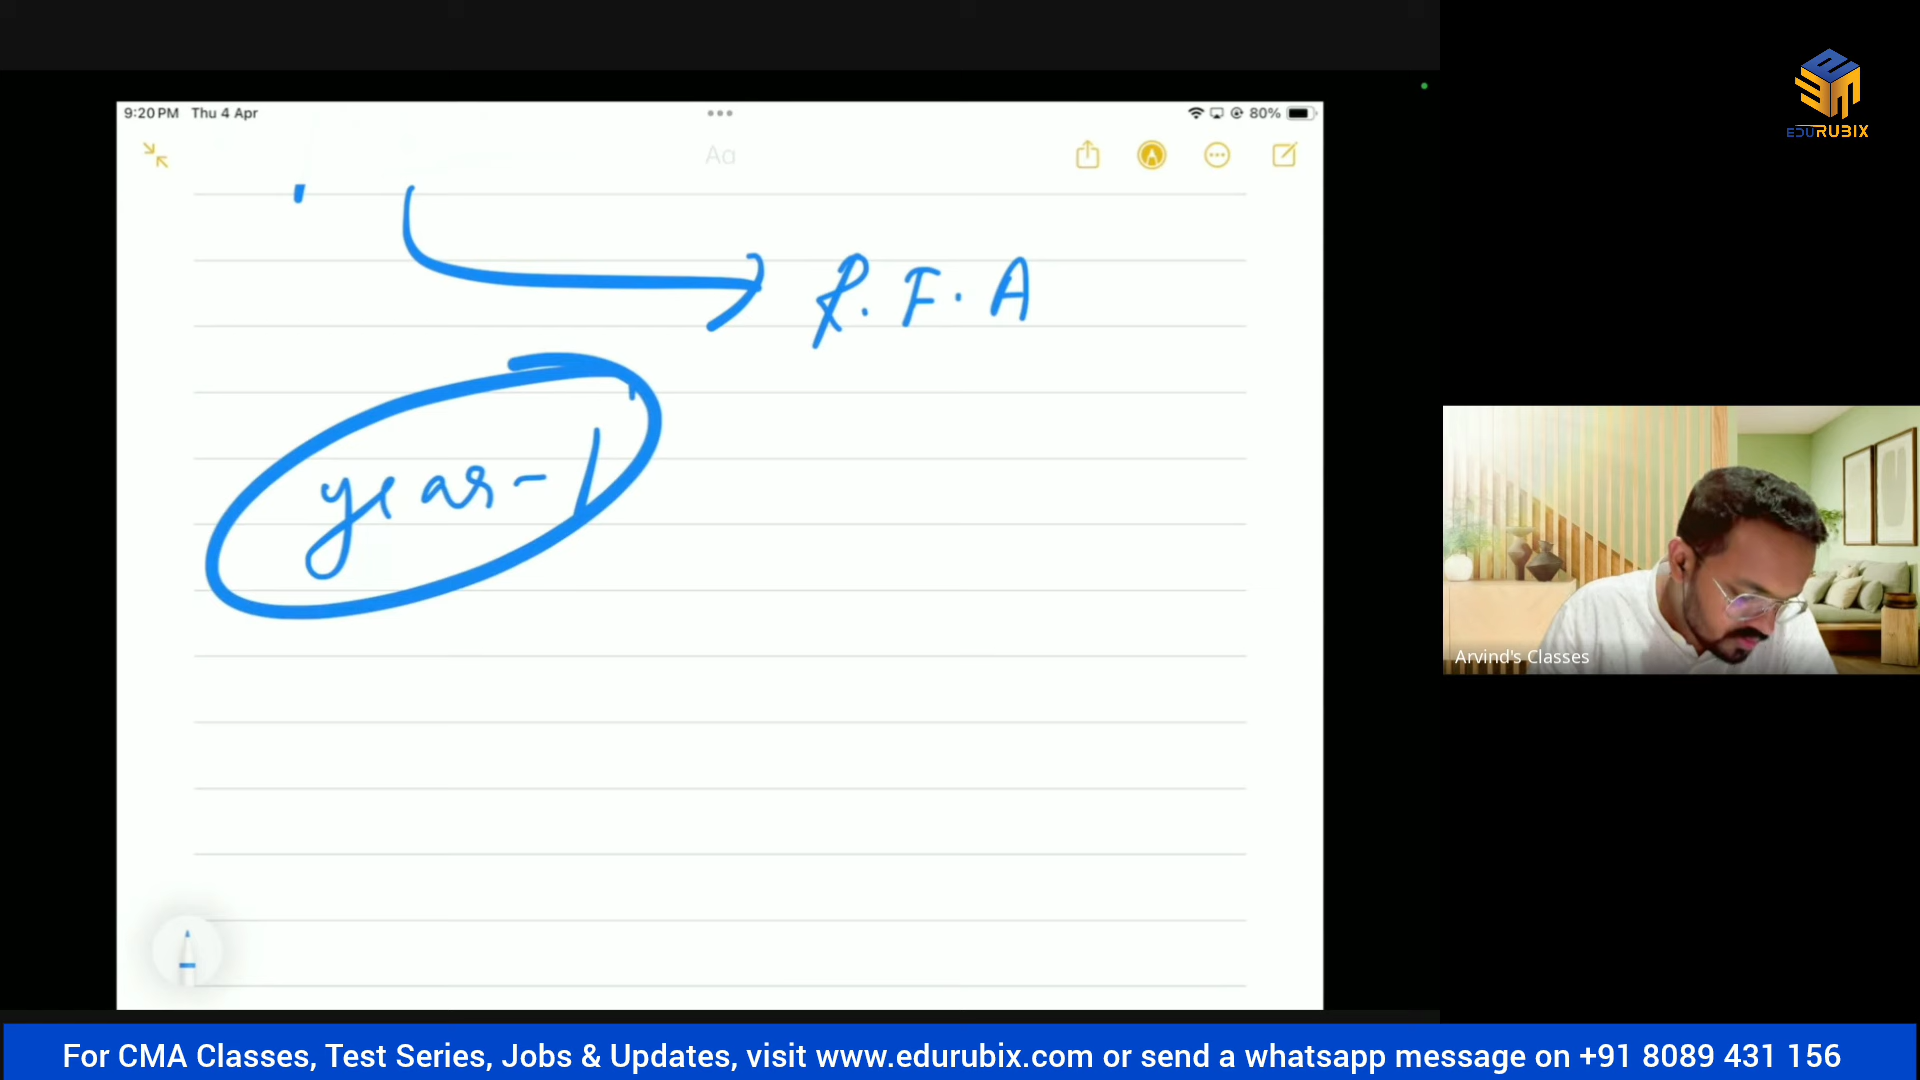 EDURUBIX
9:20 PM Thu 4 Apr
80%
Aa
R.F.A
year-1
Arvind's Classes
For CMA Classes, Test Series, Jobs & Updates, visit www.edurubix.com or send a whatsapp message on +91 8089 431 156